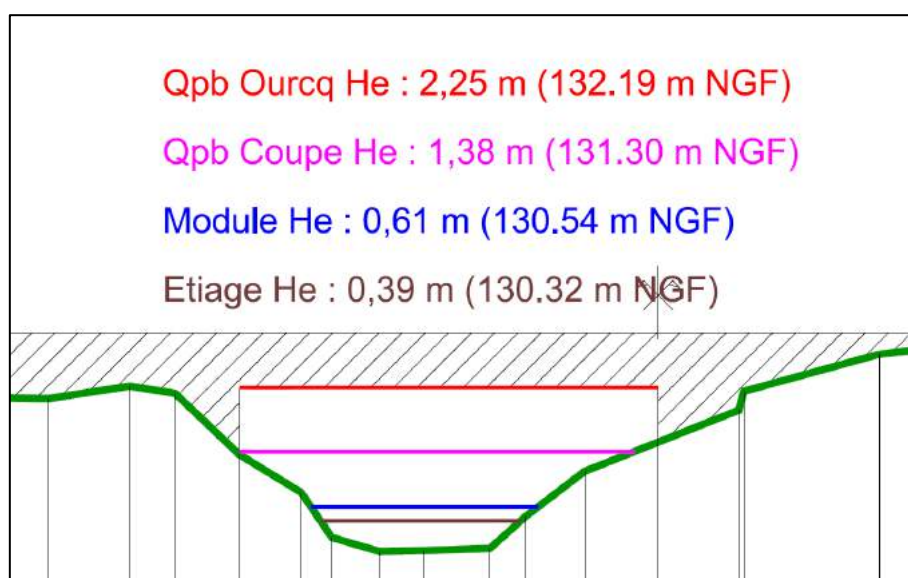 Qpb Ourcq He : 2,25 m (132.19 m NGF)
Qpb Coupe He : 1,38 m (131.30 m NGF)
Module He : 0,61 m (130.54 m NGF)
Etiage He : 0,39 m (130.32 m NGF)